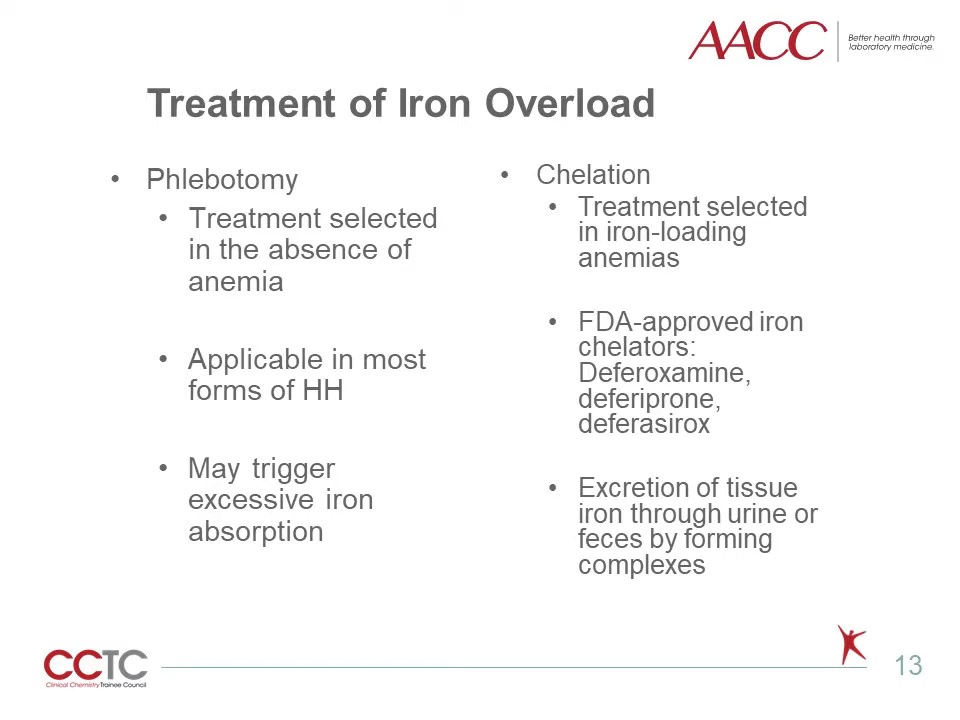 AACC
Better health through
laboratory medicine.
Treatment of Iron Overload
• Phlebotomy
• Treatment selected
in the absence of
anemia
• Applicable in most
forms of HH
• May trigger
excessive iron
absorption
• Chelation
• Treatment selected
in iron-loading
anemias
• FDA-approved iron
chelators:
Deferoxamine,
deferiprone,
deferasirox
• Excretion of tissue
iron through urine or
feces by forming
complexes
CCTC
Clinical Chemistry Trainee Council
13